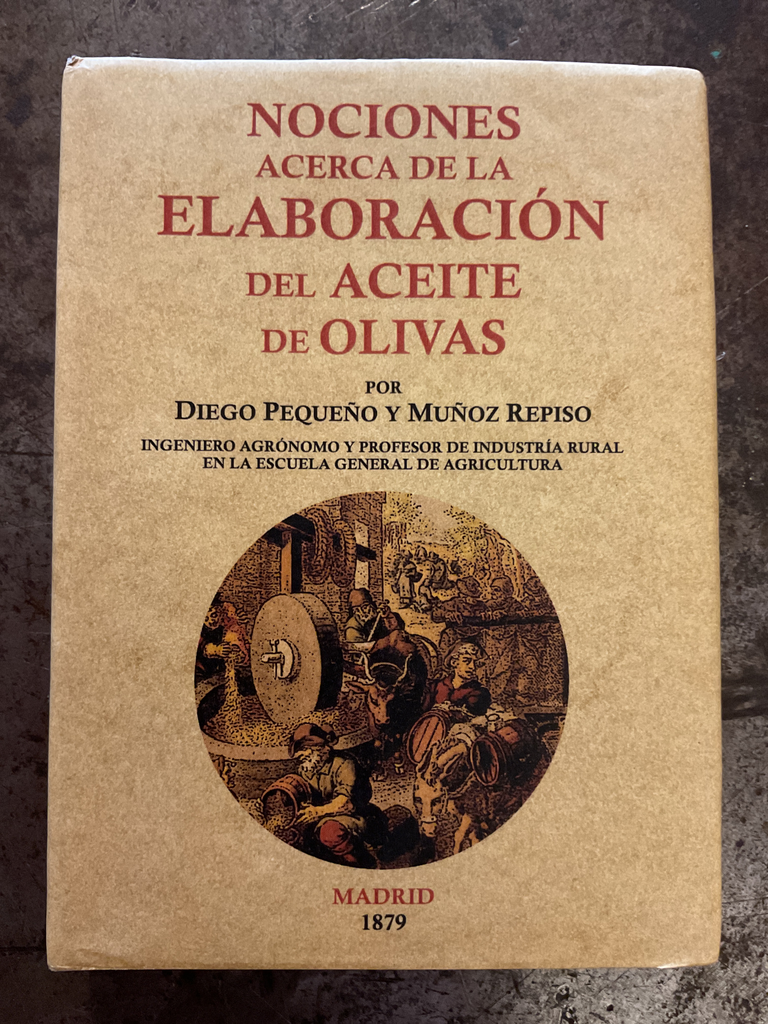 NOCIONES
ACERCA DE LA
ELABORACIÓN
DEL ACEITE
DE OLIVAS
POR
DIEGO PEQUEÑO Y MUÑOZ REPISO
INGENIERO AGRÓNOMO Y PROFESOR DE INDUSTRÍA RURAL
EN LA ESCUELA GENERAL DE AGRICULTURA
MADRID
1879